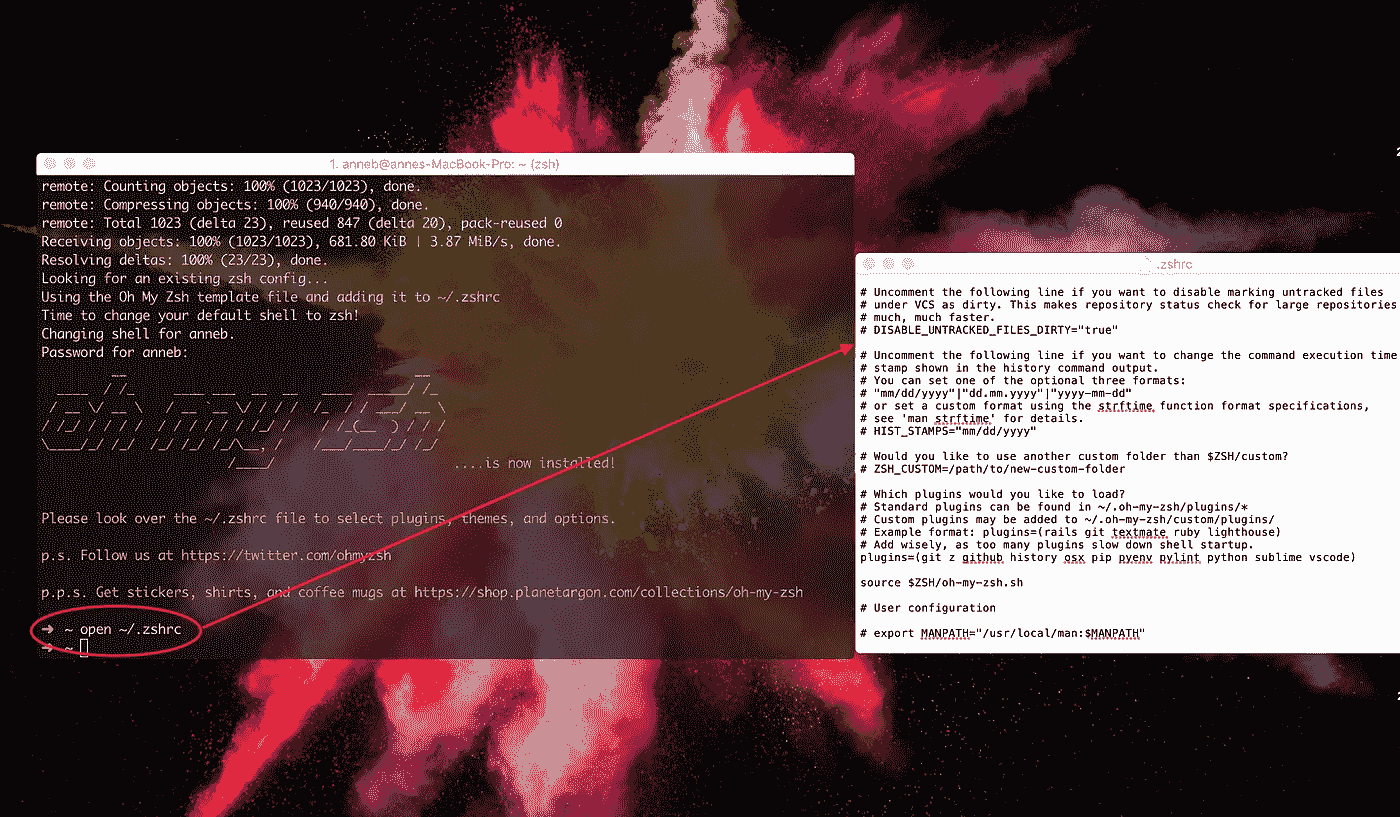 1. anneb@annes-MacBook-Pro: ~ (zsh)
remote: Counting objects: 100% (1023/1023), done.
remote: Compressing objects: 100% (940/940), done.
remote: Total 1023 (delta 23), reused 847 (delta 20), pack-reused 0
Receiving objects: 100% (1023/1023), 681.80 KiB | 3.87 MiB/s, done.
Resolving deltas: 100% (23/23), done.
Looking for an existing zsh config...
Using the Oh My Zsh template file and adding it to ~/.zshrc
Time to change your default shell to zsh!
Changing shell for anneb.
Password for anneb:
....is now installed!
Please look over the ~/.zshrc file to select plugins, themes, and options.
p.s. Follow us at https://twitter.com/ohmyzsh
p.p.s. Get stickers, shirts, and coffee mugs at https://shop.planetargon.com/collections/oh-my-zsh
➜ ~ open ~/.zshrc
➜ ~
.zshrc
# Uncomment the following line if you want to disable marking untracked files
# under VCS as dirty. This makes repository status check for large repositories
# much, much faster.
# DISABLE_UNTRACKED_FILES_DIRTY="true"
# Uncomment the following line if you want to change the command execution time
# stamp shown in the history command output.
# You can set one of the optional three formats:
# "mm/dd/yyyy"|"dd.mm.yyyy"|"yyyy-mm-dd"
# or set a custom format using the strftime function format specifications,
# see 'man strftime' for details.
# HIST_STAMPS="mm/dd/yyyy"
# Would you like to use another custom folder than $ZSH/custom?
# ZSH_CUSTOM=/path/to/new-custom-folder
# Which plugins would you like to load?
# Standard plugins can be found in ~/.oh-my-zsh/plugins/*
# Custom plugins may be added to ~/.oh-my-zsh/custom/plugins/
# Example format: plugins=(rails git textmate ruby lighthouse)
# Add wisely, as too many plugins slow down shell startup.
plugins=(git z github history osx pip pyenv pylint python sublime vscode)
source $ZSH/oh-my-zsh.sh
# User configuration
# export MANPATH="/usr/local/man:$MANPATH"